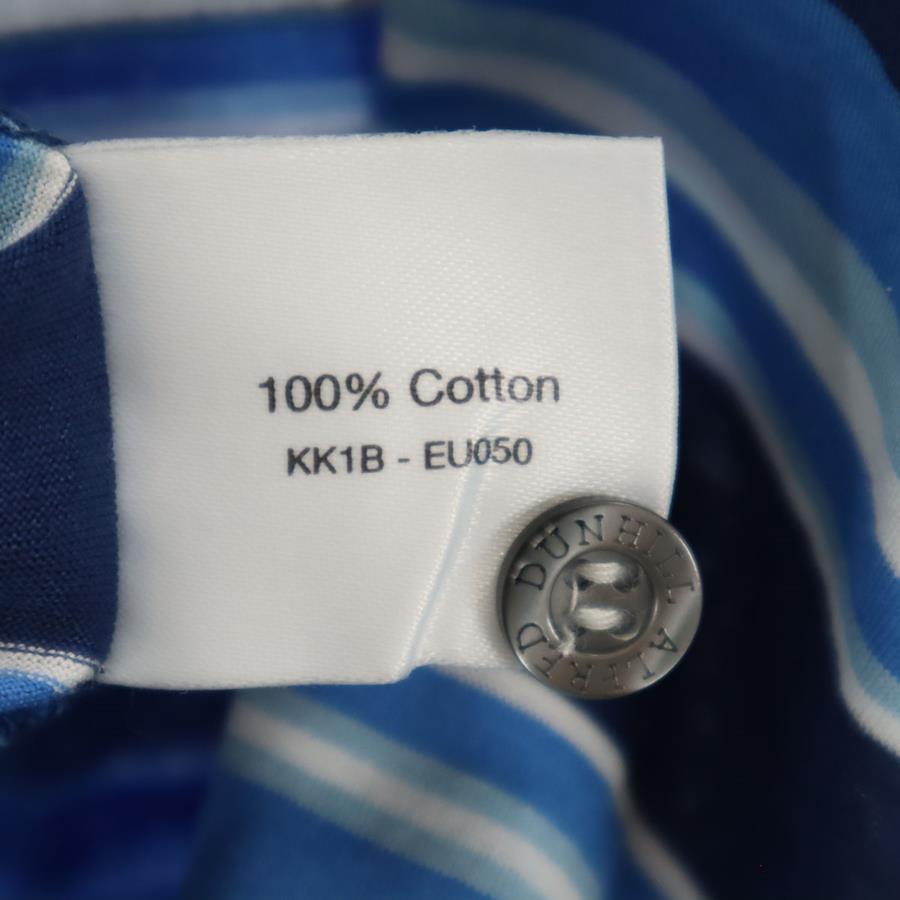 100% Cotton
KK1B - EU050
DUNHILL ALFRED